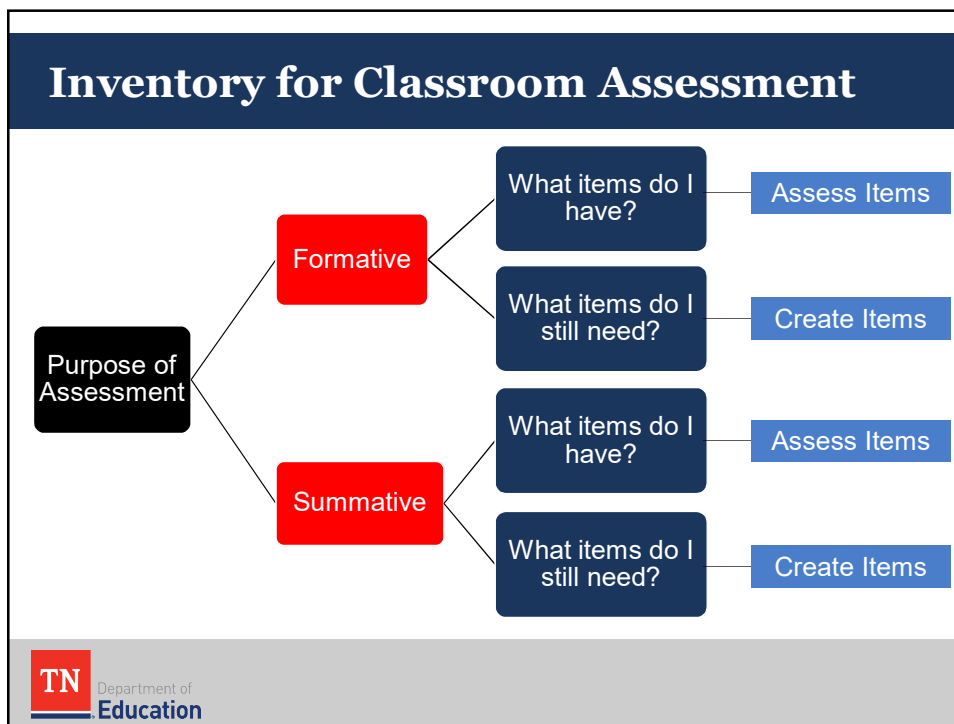 Inventory for Classroom Assessment
Purpose of
Assessment
Formative
What items do I
have?
Assess Items
What items do I
still need?
Create Items
Summative
What items do I
have?
Assess Items
What items do I
still need?
Create Items
TN
Department of
Education